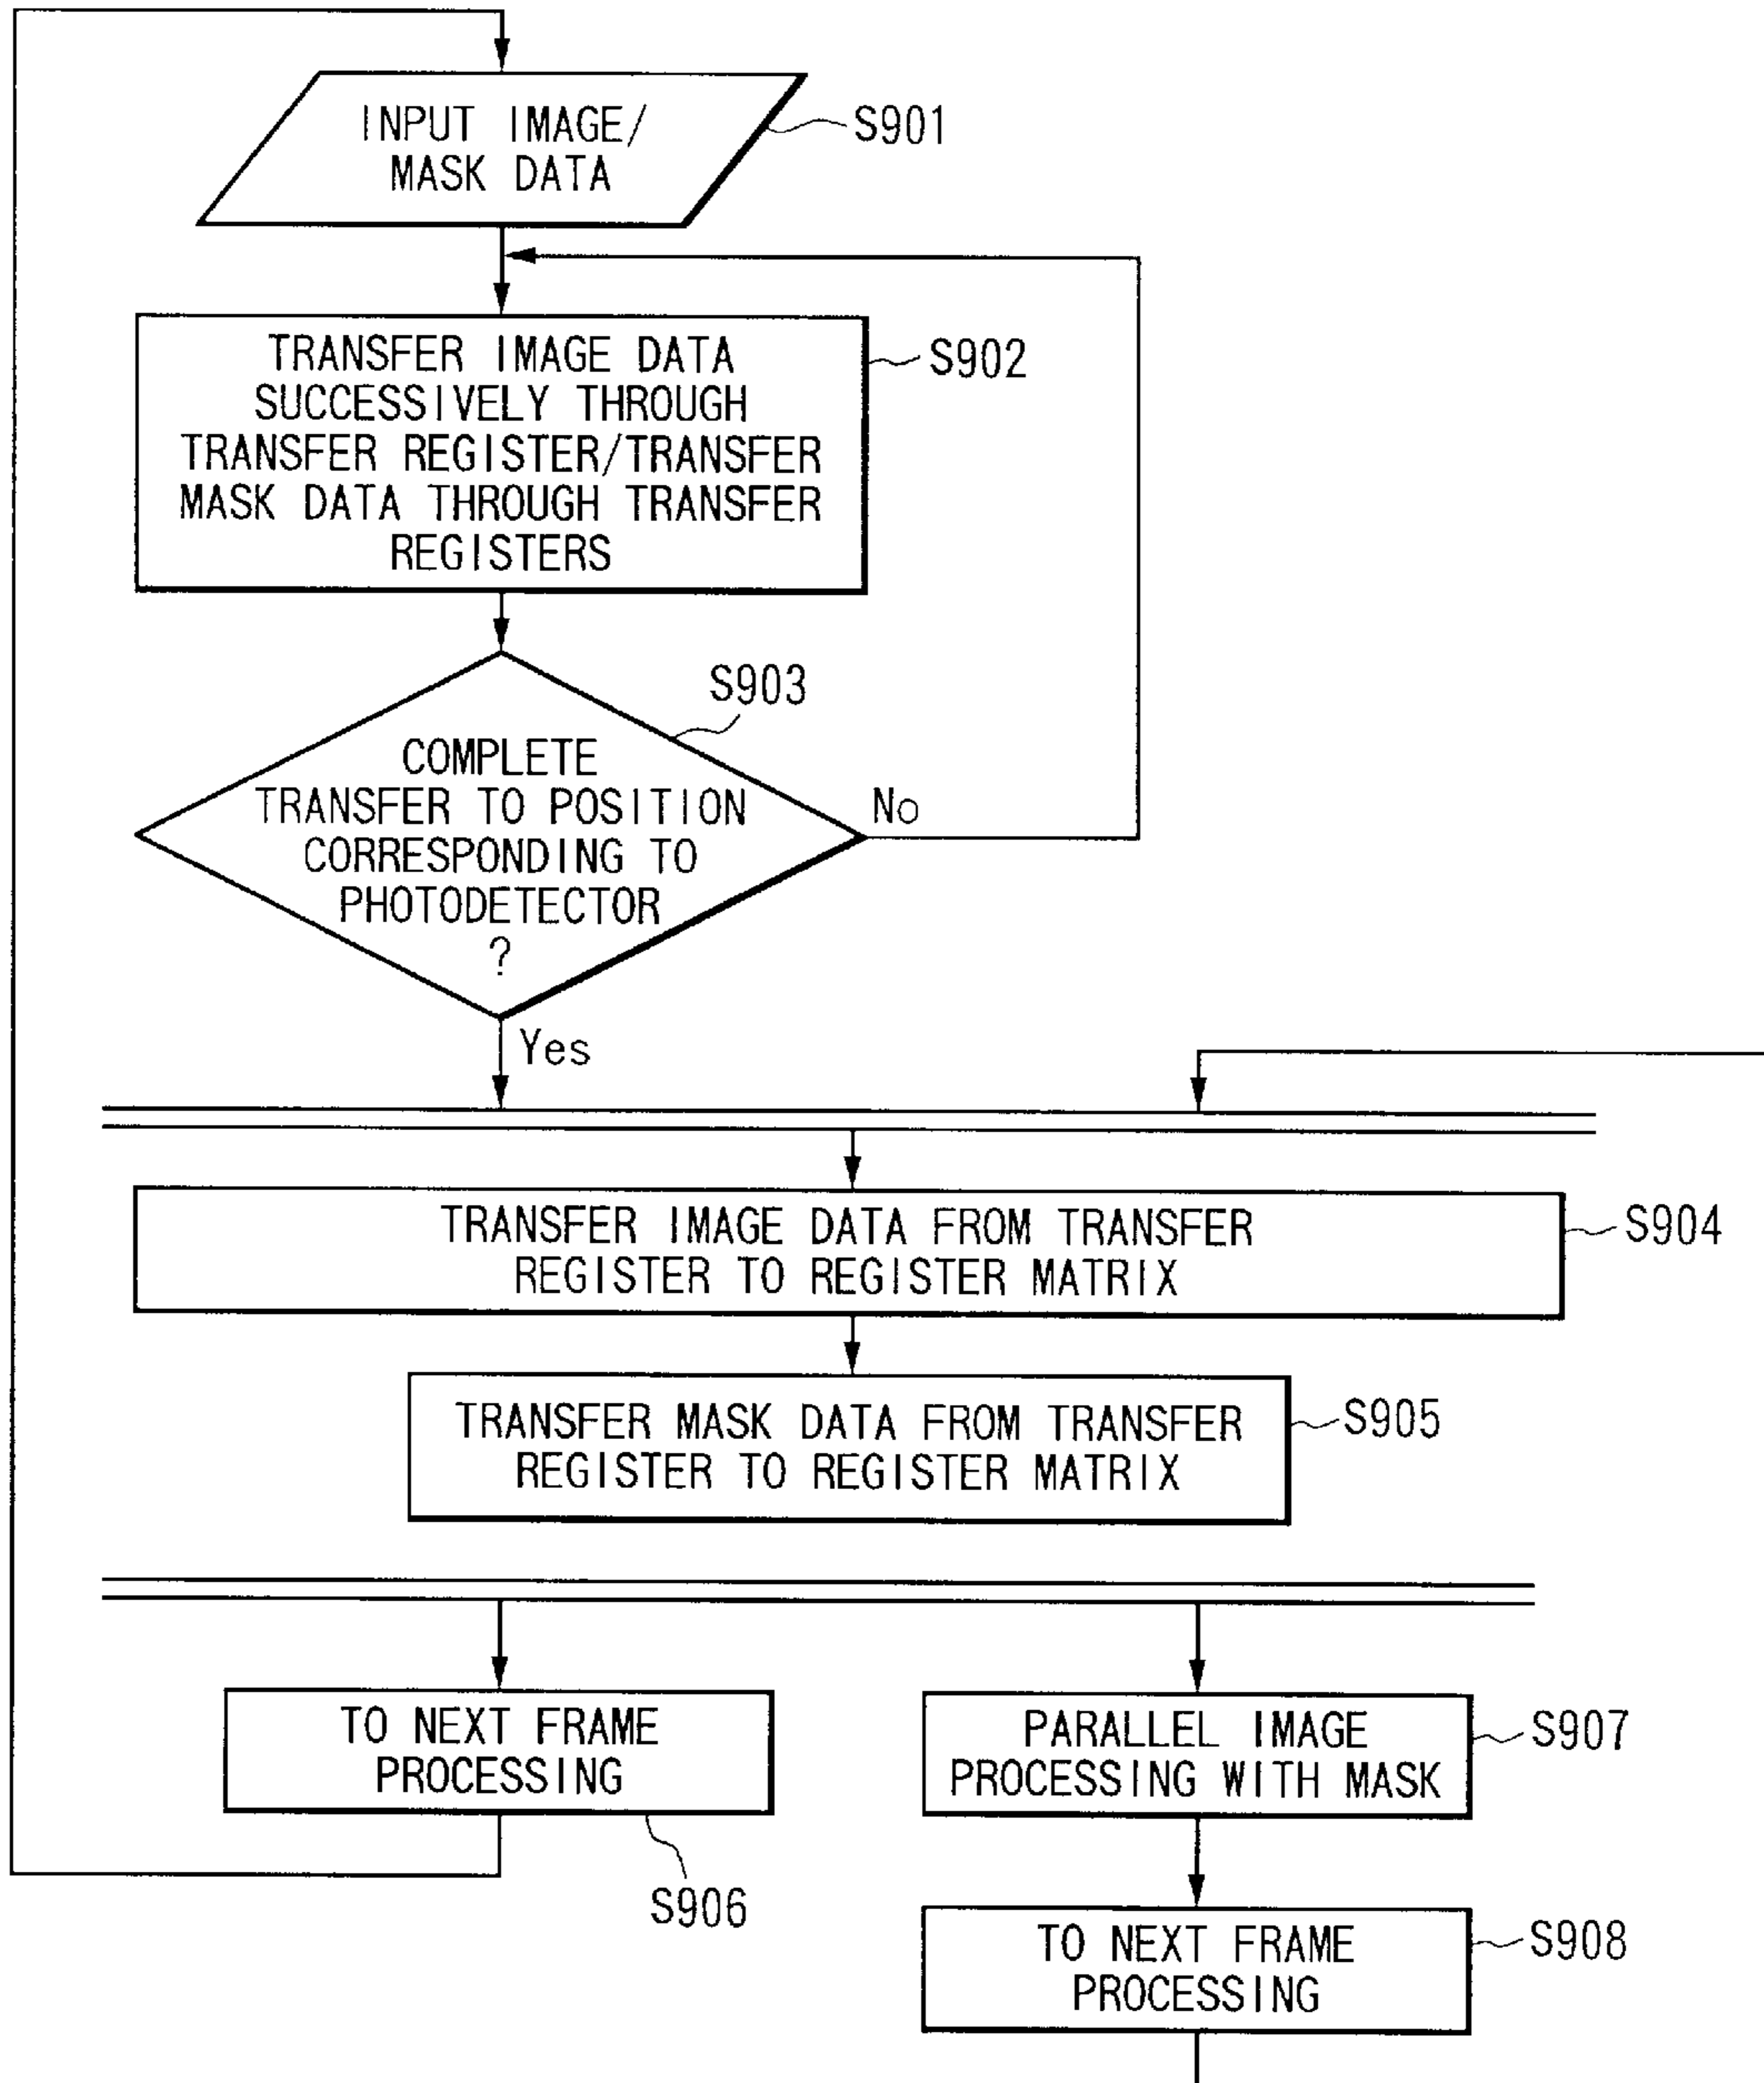 INPUT IMAGE/
MASK DATA
S901
TRANSFER IMAGE DATA
SUCCESSIVELY THROUGH
TRANSFER REGISTER/TRANSFER
MASK DATA THROUGH TRANSFER
REGISTERS
S902
S903
COMPLETE
TRANSFER TO POSITION
CORRESPONDING TO
PHOTODETECTOR
?
No
Yes
TRANSFER IMAGE DATA FROM TRANSFER
REGISTER TO REGISTER MATRIX
S904
TRANSFER MASK DATA FROM TRANSFER
REGISTER TO REGISTER MATRIX
S905
TO NEXT FRAME
PROCESSING
S906
PARALLEL IMAGE
PROCESSING WITH MASK
S907
TO NEXT FRAME
PROCESSING
S908